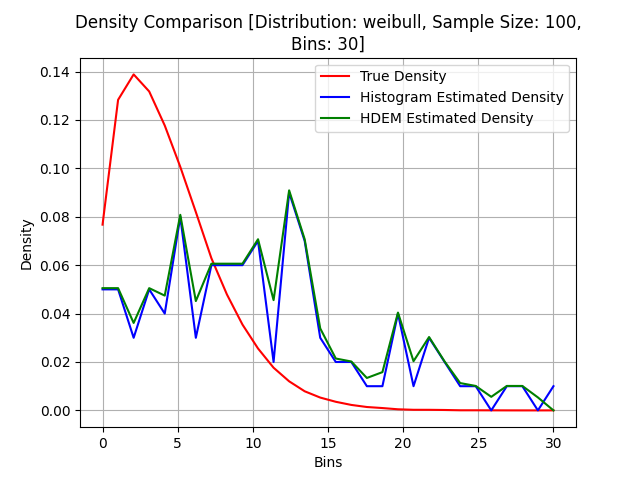 Density Comparison [Distribution: weibull, Sample Size: 100,
Bins: 30]
True Density
Histogram Estimated Density
HDEM Estimated Density
Density
0.14
0.12
0.10
0.08
0.06
0.04
0.02
0.00
0 5 10 15 20 25 30
Bins